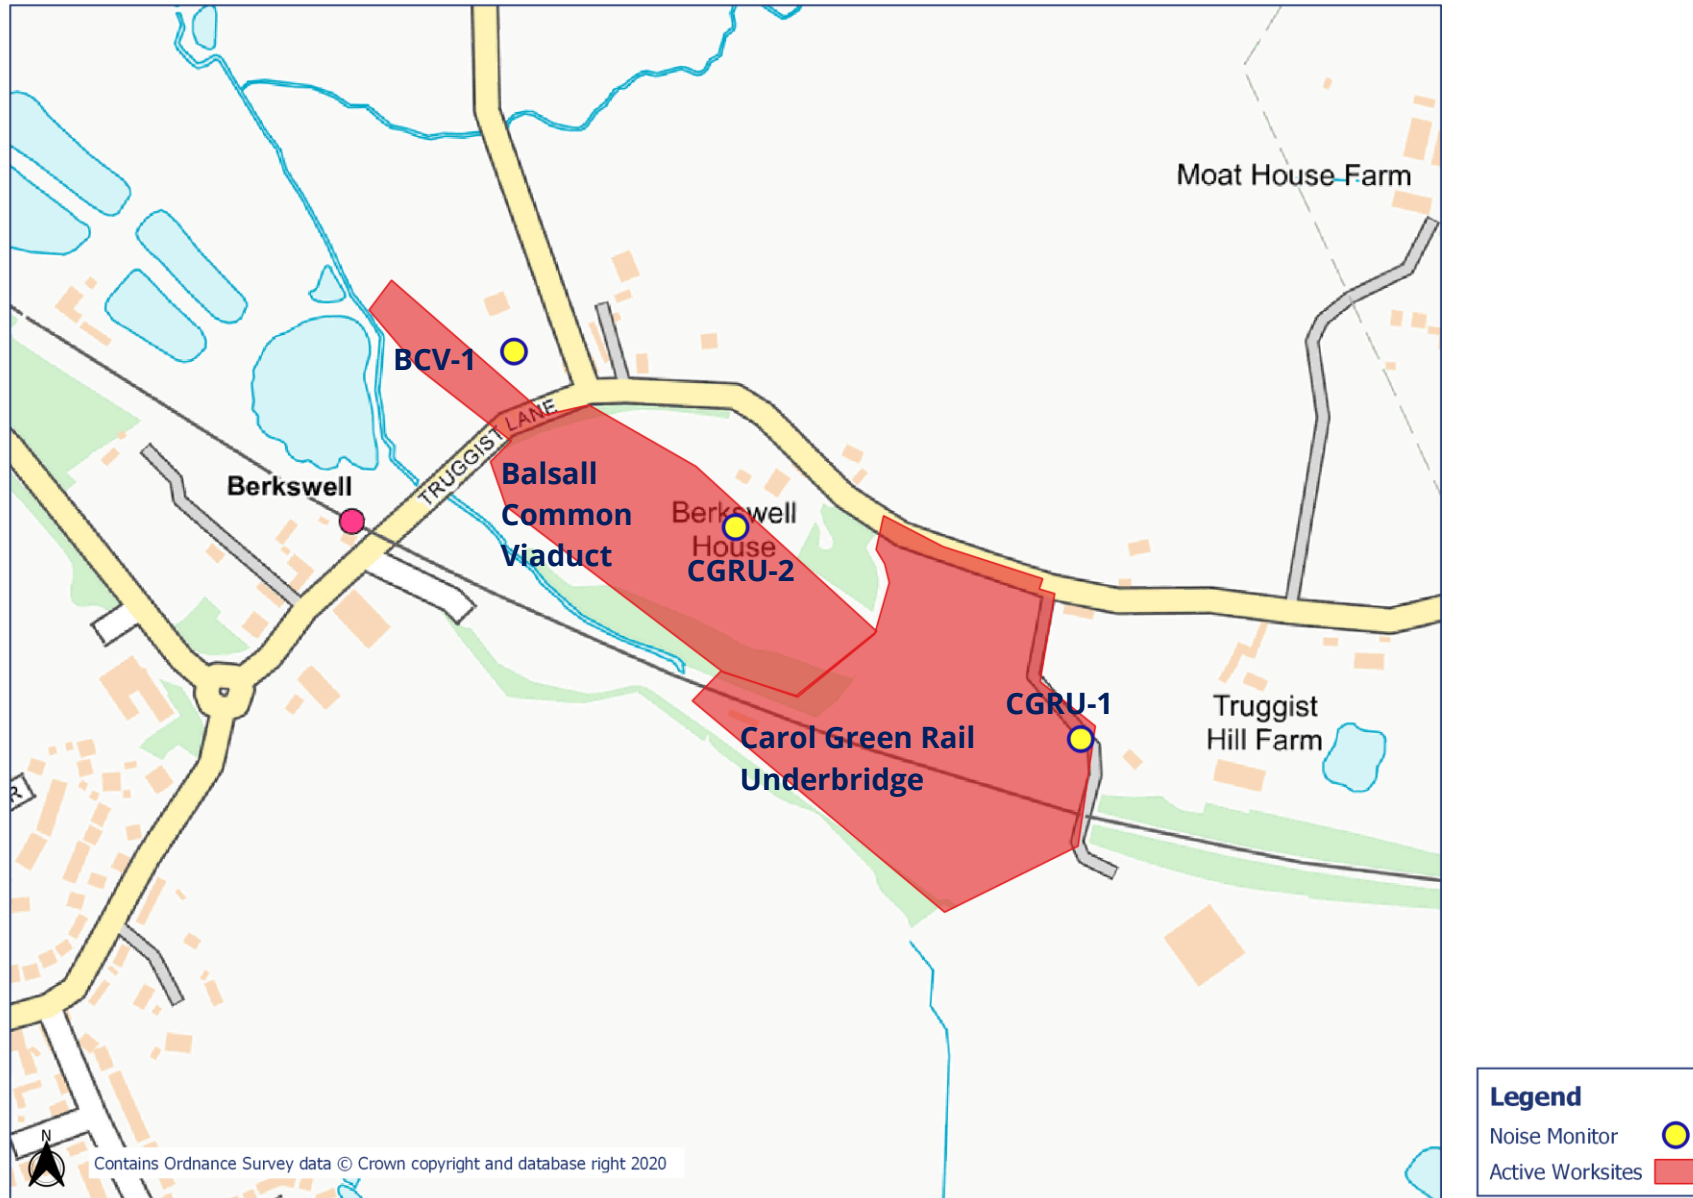 Moat House Farm
BCV-1
TRUGGIST LANE
Berkswell
Balsall
Common
Viaduct
Berkswell
House
CGRU-2
CGRU-1
Carol Green Rail
Underbridge
Truggist
Hill Farm
R
N
Contains Ordnance Survey data © Crown copyright and database right 2020
Legend
Noise Monitor
Active Worksites